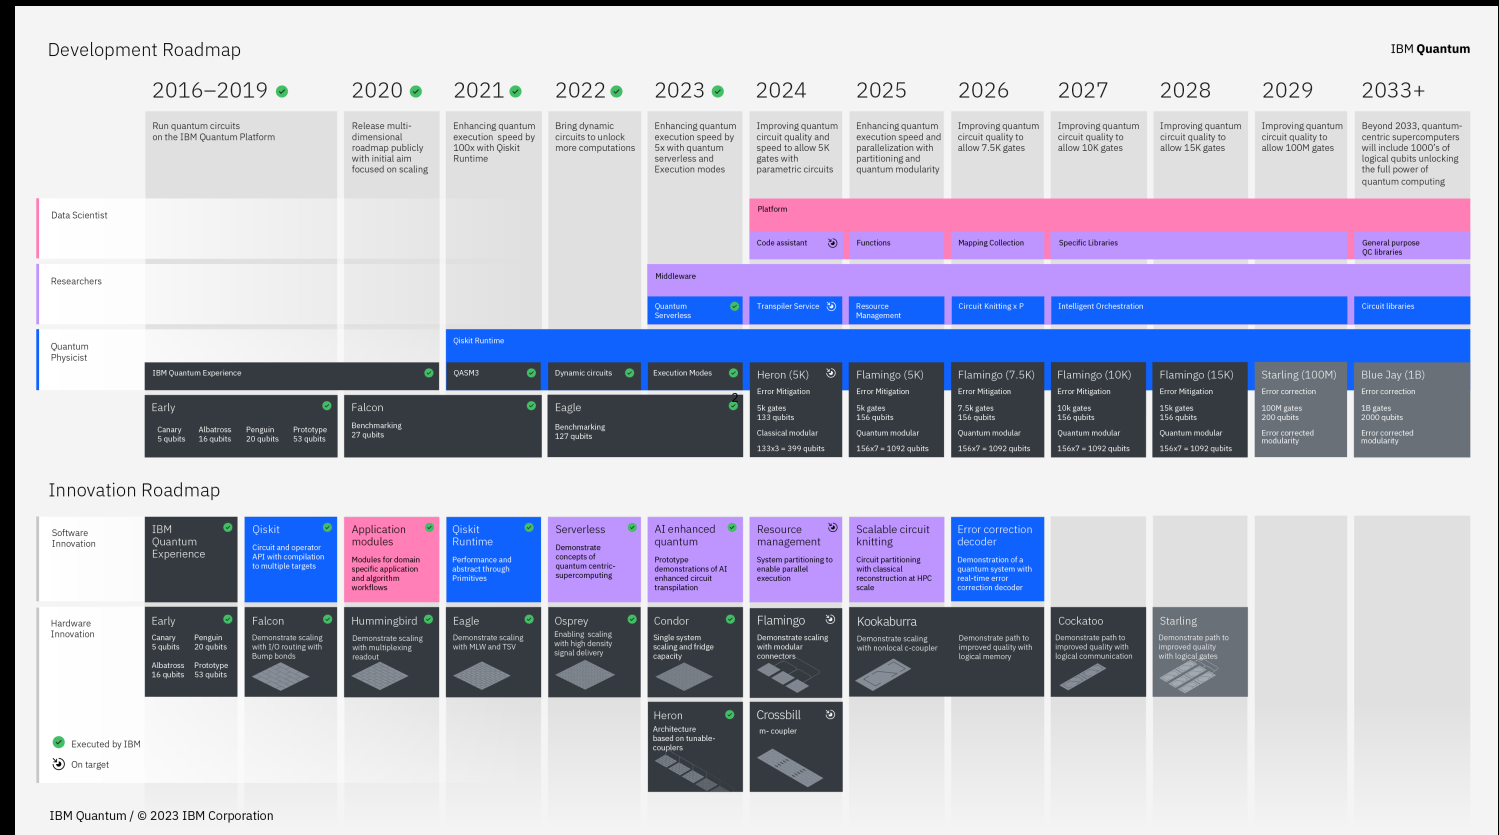 Development Roadmap
IBM Quantum
2016–2019
2020
2021
2022
2023
2024
2025
2026
2027
2028
2029
2033+
Run quantum circuits
on the IBM Quantum Platform
Release multi-
dimensional
roadmap publicly
with initial aim
focused on scaling
Enhancing quantum
execution speed by
100x with Qiskit
Runtime
Bring dynamic
circuits to unlock
more computations
Enhancing quantum
execution speed by
5x with quantum
serverless and
Execution modes
Improving quantum
circuit quality and
speed to allow 5K
gates with
parametric circuits
Enhancing quantum
execution speed and
parallelization with
partitioning and
quantum modularity
Improving quantum
circuit quality to
allow 7.5K gates
Improving quantum
circuit quality to
allow 10K gates
Improving quantum
circuit quality to
allow 15K gates
Improving quantum
circuit quality to
allow 100M gates
Beyond 2033, quantum-
centric supercomputers
will include 1000's of
logical qubits unlocking
the full power of
quantum computing
Data Scientist
Platform
Code assistant
Functions
Mapping Collection
Specific Libraries
General purpose
QC libraries
Researchers
Middleware
Quantum
Serverless
Transpiler Service
Resource
Management
Circuit Knitting x P
Intelligent Orchestration
Circuit libraries
Quantum
Physicist
Qiskit Runtime
IBM Quantum Experience
QASM3
Dynamic circuits
Execution Modes
2
Early
Canary
5 qubits
Albatross
16 qubits
Penguin
20 qubits
Prototype
53 qubits
Falcon
Benchmarking
27 qubits
Eagle
Benchmarking
127 qubits
Heron (5K)
Error Mitigation
5k gates
133 qubits
Classical modular
133x3 = 399 qubits
Flamingo (5K)
Error Mitigation
5k gates
156 qubits
Quantum modular
156x7 = 1092 qubits
Flamingo (7.5K)
Error Mitigation
7.5k gates
156 qubits
Quantum modular
156x7 = 1092 qubits
Flamingo (10K)
Error Mitigation
10k gates
156 qubits
Quantum modular
156x7 = 1092 qubits
Flamingo (15K)
Error Mitigation
15k gates
156 qubits
Quantum modular
156x7 = 1092 qubits
Starling (100M)
Error correction
100M gates
200 qubits
Error corrected
modularity
Blue Jay (1B)
Error correction
1B gates
2000 qubits
Error corrected
modularity
Innovation Roadmap
Software
Innovation
IBM
Quantum
Experience
Qiskit
Circuit and operator
API with compilation
to multiple targets
Application
modules
Modules for domain
specific application
and algorithm
workflows
Qiskit
Runtime
Performance and
abstract through
Primitives
Serverless
Demonstrate
concepts of
quantum centric-
supercomputing
AI enhanced
quantum
Prototype
demonstrations of AI
enhanced circuit
transpilation
Resource
management
System partitioning to
enable parallel
execution
Scalable circuit
knitting
Circuit partitioning
with classical
reconstruction at HPC
scale
Error correction
decoder
Demonstration of a
quantum system with
real-time error
correction decoder
Hardware
Innovation
Early
Canary
5 qubits
Penguin
20 qubits
Albatross
16 qubits
Prototype
53 qubits
Falcon
Demonstrate scaling
with I/O routing with
Bump bonds
Hummingbird
Demonstrate scaling
with multiplexing
readout
Eagle
Demonstrate scaling
with MLW and TSV
Osprey
Enabling scaling
with high density
signal delivery
Condor
Single system
scaling and fridge
capacity
Flamingo
Demonstrate scaling
with modular
connectors
Kookaburra
Demonstrate scaling
with nonlocal c-coupler
Demonstrate path to
improved quality with
logical memory
Cockatoo
Demonstrate path to
improved quality with
logical communication
Starling
Demonstrate path to
improved quality
with logical gates
Heron
Architecture
based on tunable-
couplers
Crossbill
m- coupler
Executed by IBM
On target
IBM Quantum / © 2023 IBM Corporation